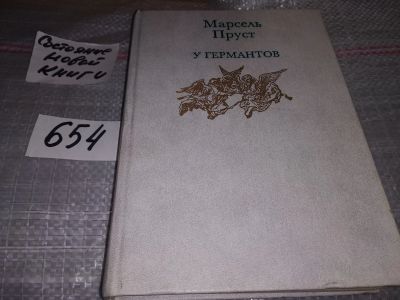 Состояние
новой
книги
654
Марсель
Пруст
У ГЕРМАНТОВ